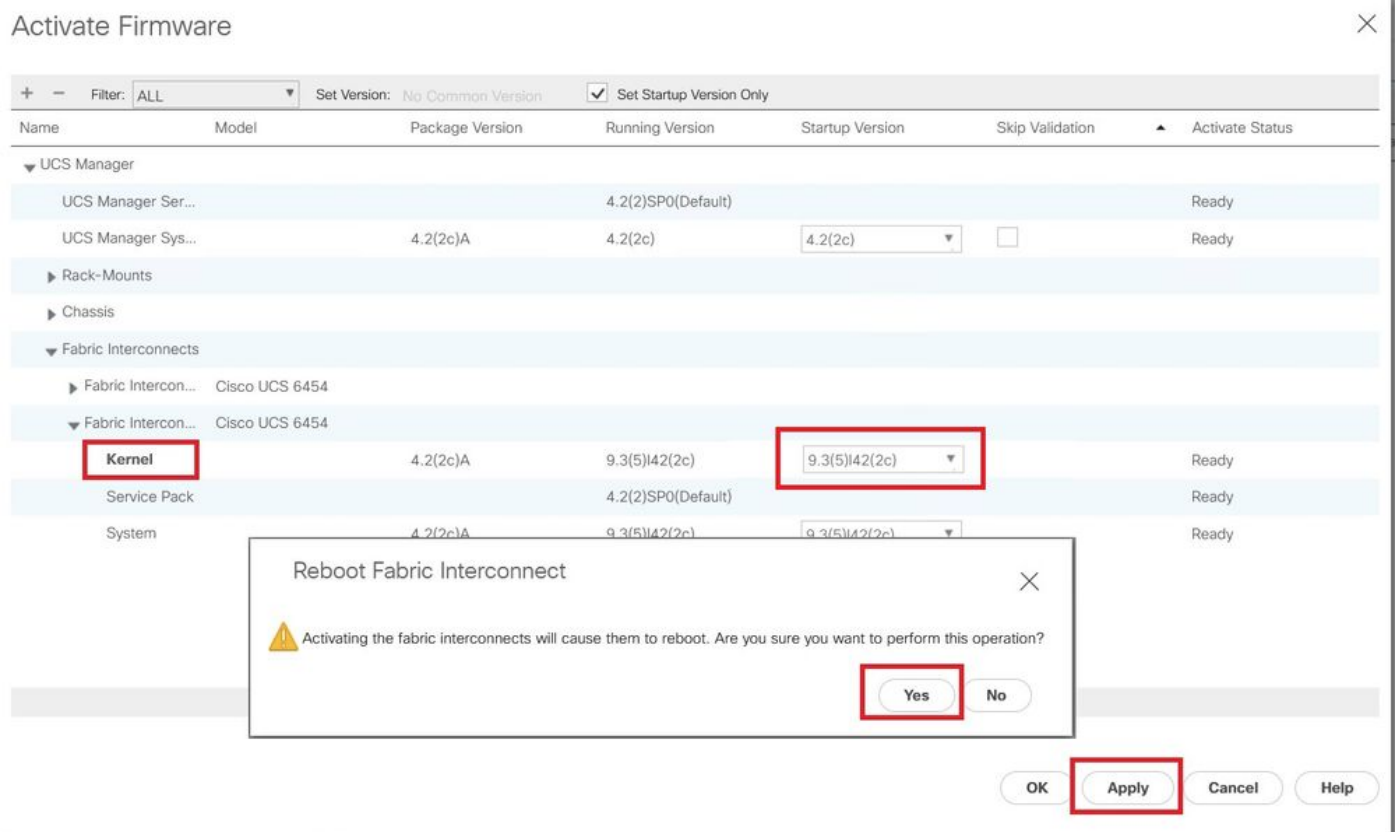 Activate Firmware
+ − Filter: ALL Set Version: No Common Version Set Startup Version Only
Name Model Package Version Running Version Startup Version Skip Validation Activate Status
UCS Manager
UCS Manager Ser... 4.2(2)SP0(Default) Ready
UCS Manager Sys... 4.2(2c)A 4.2(2c) 4.2(2c) Ready
Rack-Mounts
Chassis
Fabric Interconnects
Fabric Intercon... Cisco UCS 6454
Fabric Intercon... Cisco UCS 6454
Kernel 4.2(2c)A 9.3(5)I42(2c) 9.3(5)I42(2c) Ready
Service Pack 4.2(2)SP0(Default) Ready
System 4.2(2c)A 9.3(5)I42(2c) 9.3(5)I42(2c) Ready
Reboot Fabric Interconnect
Activating the fabric interconnects will cause them to reboot. Are you sure you want to perform this operation?
Yes No
OK Apply Cancel Help